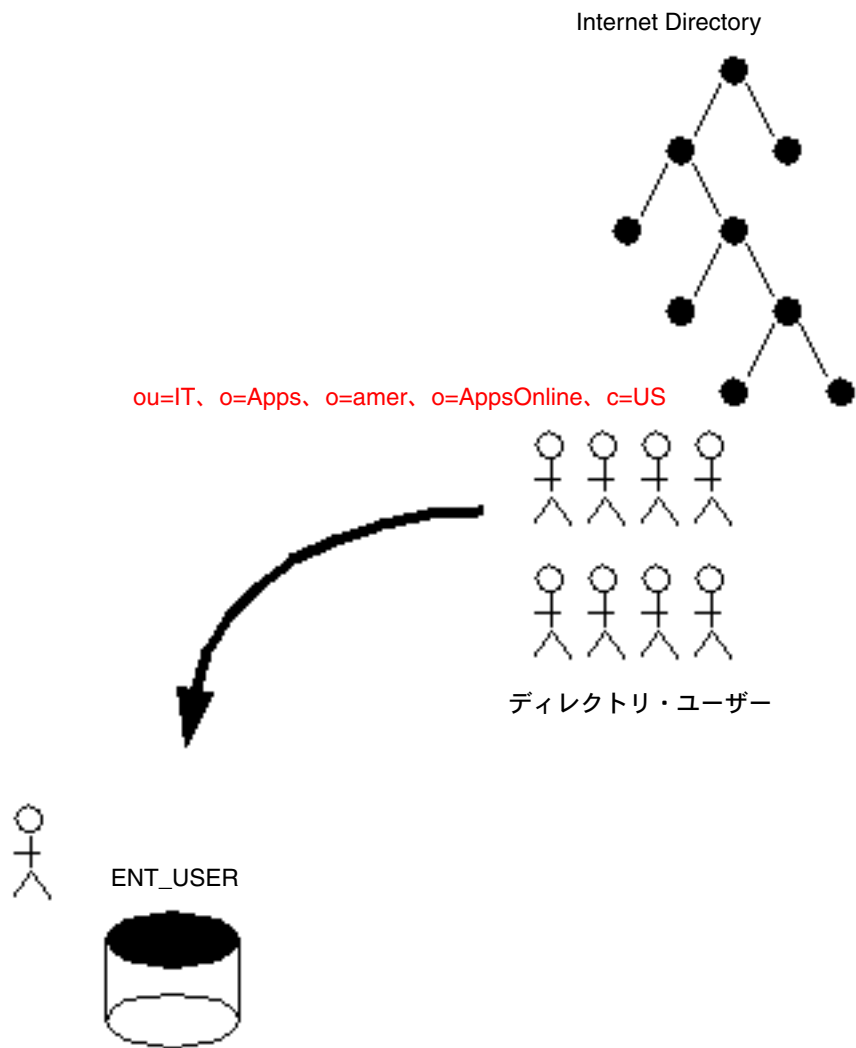 Internet Directory
ou=IT、o=Apps、o=amer、o=AppsOnline、c=US
ディレクトリ・ユーザー
ENT_USER